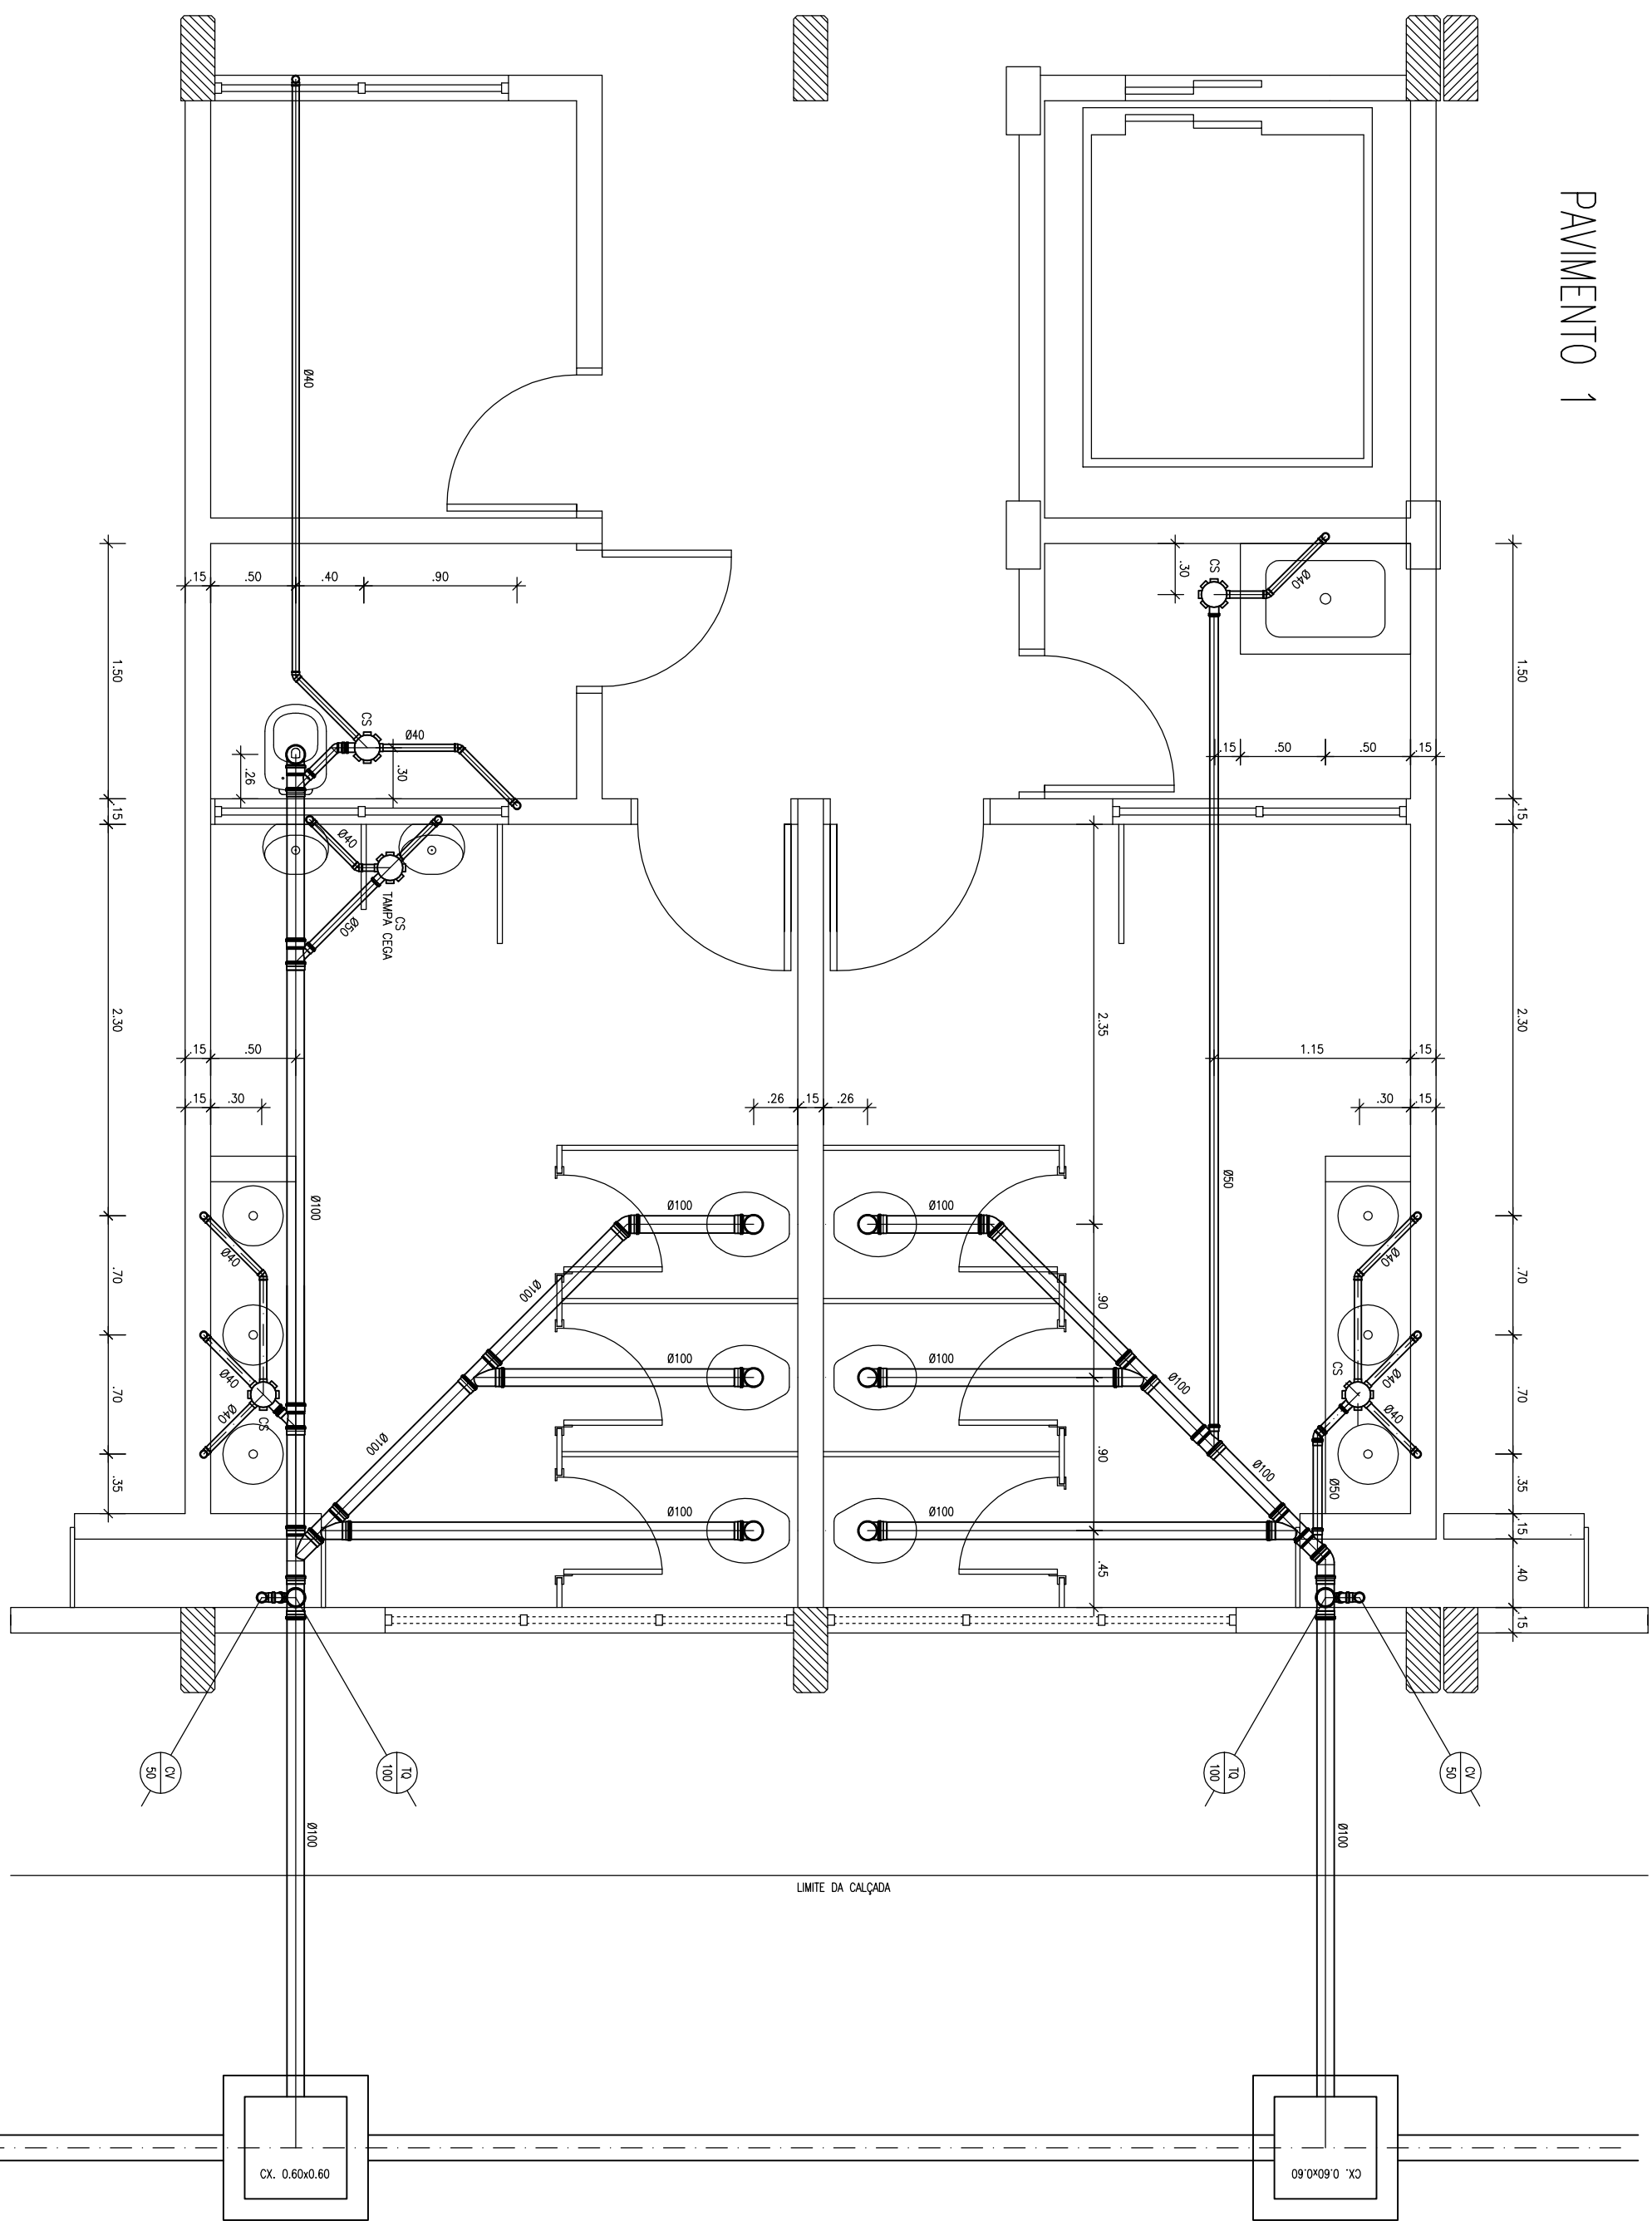 PAVIMENTO 1
Ø40
.15
.50
.40
.90
.30
CS
Ø40
1.50
1.50
CS
Ø40
.30
.26
.15
.50
.50
.15
15
15
Ø40
CS
TAMPA CEGA
Ø50
2.30
2.35
2.30
.15
.50
1.15
.15
.15
.30
.26
.15
.26
.30
.15
Ø100
Ø100
Ø100
Ø50
Ø40
Ø40
.70
Ø100
.90
.70
Ø40
Ø40
CS
Ø100
Ø100
Ø100
CS
Ø40
Ø40
.70
Ø100
.90
Ø100
.70
.35
Ø100
Ø100
Ø50
.35
.15
.45
.40
15
CV
50
TQ
100
TQ
100
CV
50
Ø100
Ø100
LIMITE DA CALÇADA
CX. 0.60x0.60
CX. 0.60x0.60